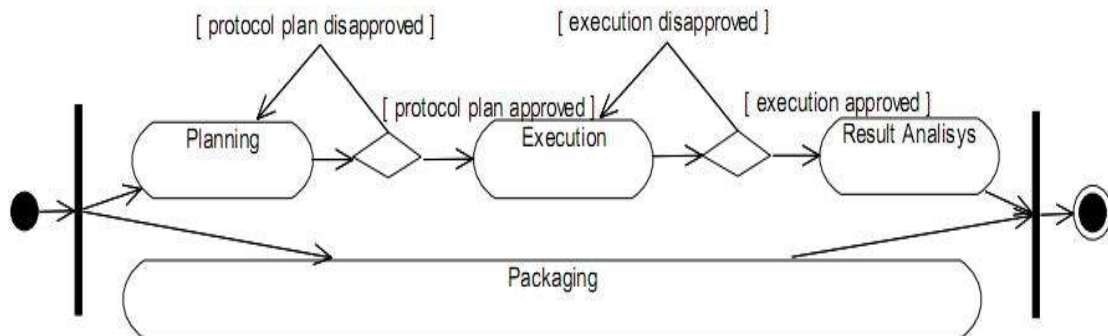 [ protocol plan disapproved ]
[ execution disapproved ]
[ protocol plan approved ]
[ execution approved ]
Planning
Execution
Result Analisys
Packaging